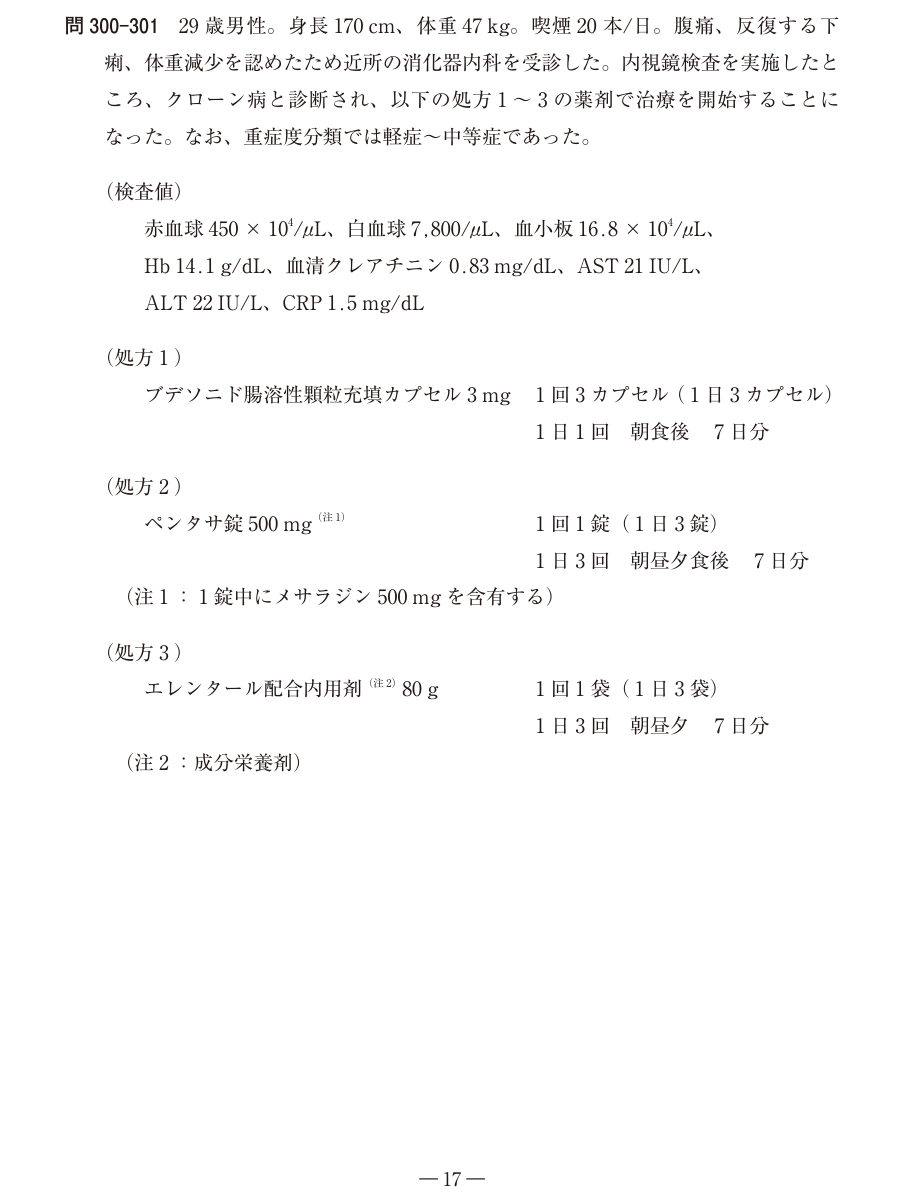 問 300-301 29 歳男性。身長 170 cm、体重 47 kg。喫煙 20 本/日。腹痛、反復する下
痢、体重減少を認めたため近所の消化器内科を受診した。内視鏡検査を実施したと
ころ、クローン病と診断され、以下の処方 1 〜 3 の薬剤で治療を開始することに
なった。なお、重症度分類では軽症〜中等症であった。
(検査値)
赤血球 450 × 10⁴/μL、白血球 7,800/μL、血小板 16.8 × 10⁴/μL、
Hb 14.1 g/dL、血清クレアチニン 0.83 mg/dL、AST 21 IU/L、
ALT 22 IU/L、CRP 1.5 mg/dL
(処方 1 )
ブデソニド腸溶性顆粒充填カプセル 3 mg 1 回 3 カプセル ( 1 日 3 カプセル)
1 日 1 回 朝食後 7 日分
(処方 2 )
ペンタサ錠 500 mg (注 1) 1 回 1 錠 ( 1 日 3 錠)
1 日 3 回 朝昼夕食後 7 日分
(注 1 : 1 錠中にメサラジン 500 mg を含有する)
(処方 3 )
エレンタール配合内用剤 (注 2) 80 g 1 回 1 袋 ( 1 日 3 袋)
1 日 3 回 朝昼夕 7 日分
(注 2 : 成分栄養剤)
— 17 —